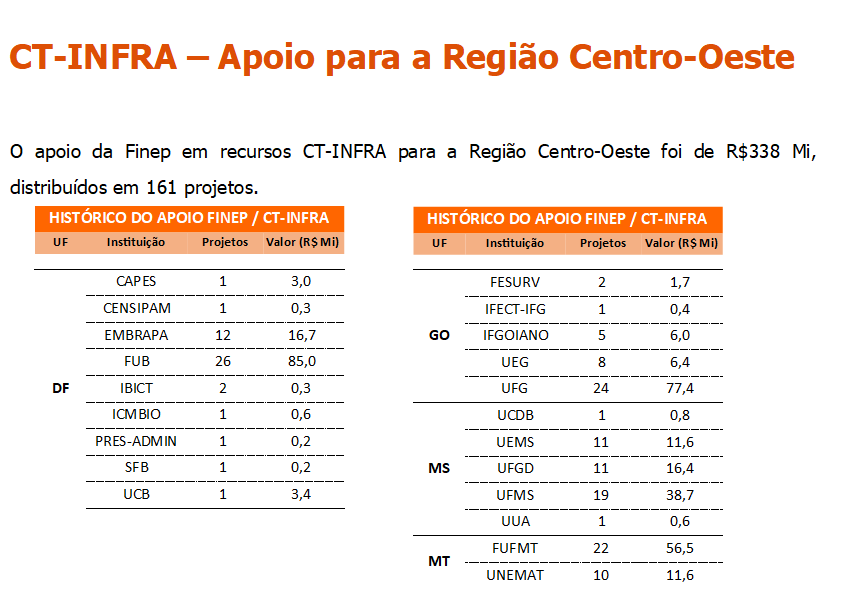 CT-INFRA – Apoio para a Região Centro-Oeste
O apoio da Finep em recursos CT-INFRA para a Região Centro-Oeste foi de R$338 Mi,
distribuídos em 161 projetos.
HISTÓRICO DO APOIO FINEP / CT-INFRA
UF Instituição Projetos Valor (R$ Mi)
CAPES 1 3,0
CENSIPAM 1 0,3
EMBRAPA 12 16,7
FUB 26 85,0
DF IBICT 2 0,3
ICMBIO 1 0,6
PRES-ADMIN 1 0,2
SFB 1 0,2
UCB 1 3,4
HISTÓRICO DO APOIO FINEP / CT-INFRA
UF Instituição Projetos Valor (R$ Mi)
FESURV 2 1,7
IFECT-IFG 1 0,4
GO IFGOIANO 5 6,0
UEG 8 6,4
UFG 24 77,4
UCDB 1 0,8
UEMS 11 11,6
MS UFGD 11 16,4
UFMS 19 38,7
UUA 1 0,6
MT
FUFMT 22 56,5
UNEMAT 10 11,6